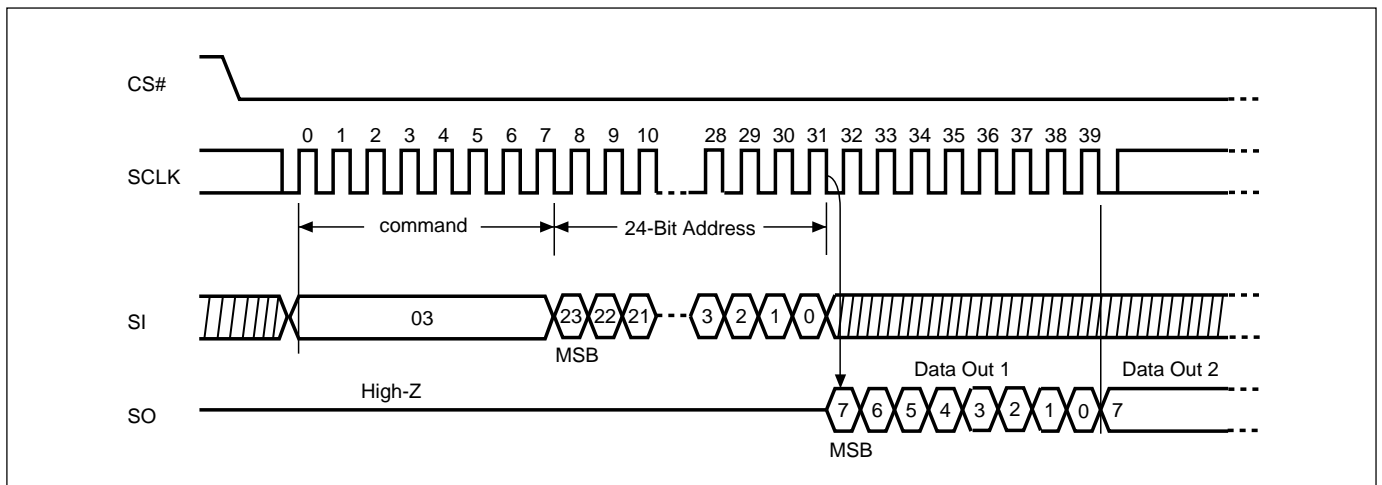 CS#
0 1 2 3 4 5 6 7 8 9 10 28 29 30 31 32 33 34 35 36 37 38 39
SCLK
command 24-Bit Address
SI 03 23 22 21 3 2 1 0
MSB
Data Out 1 Data Out 2
High-Z
SO 7 6 5 4 3 2 1 0 7
MSB